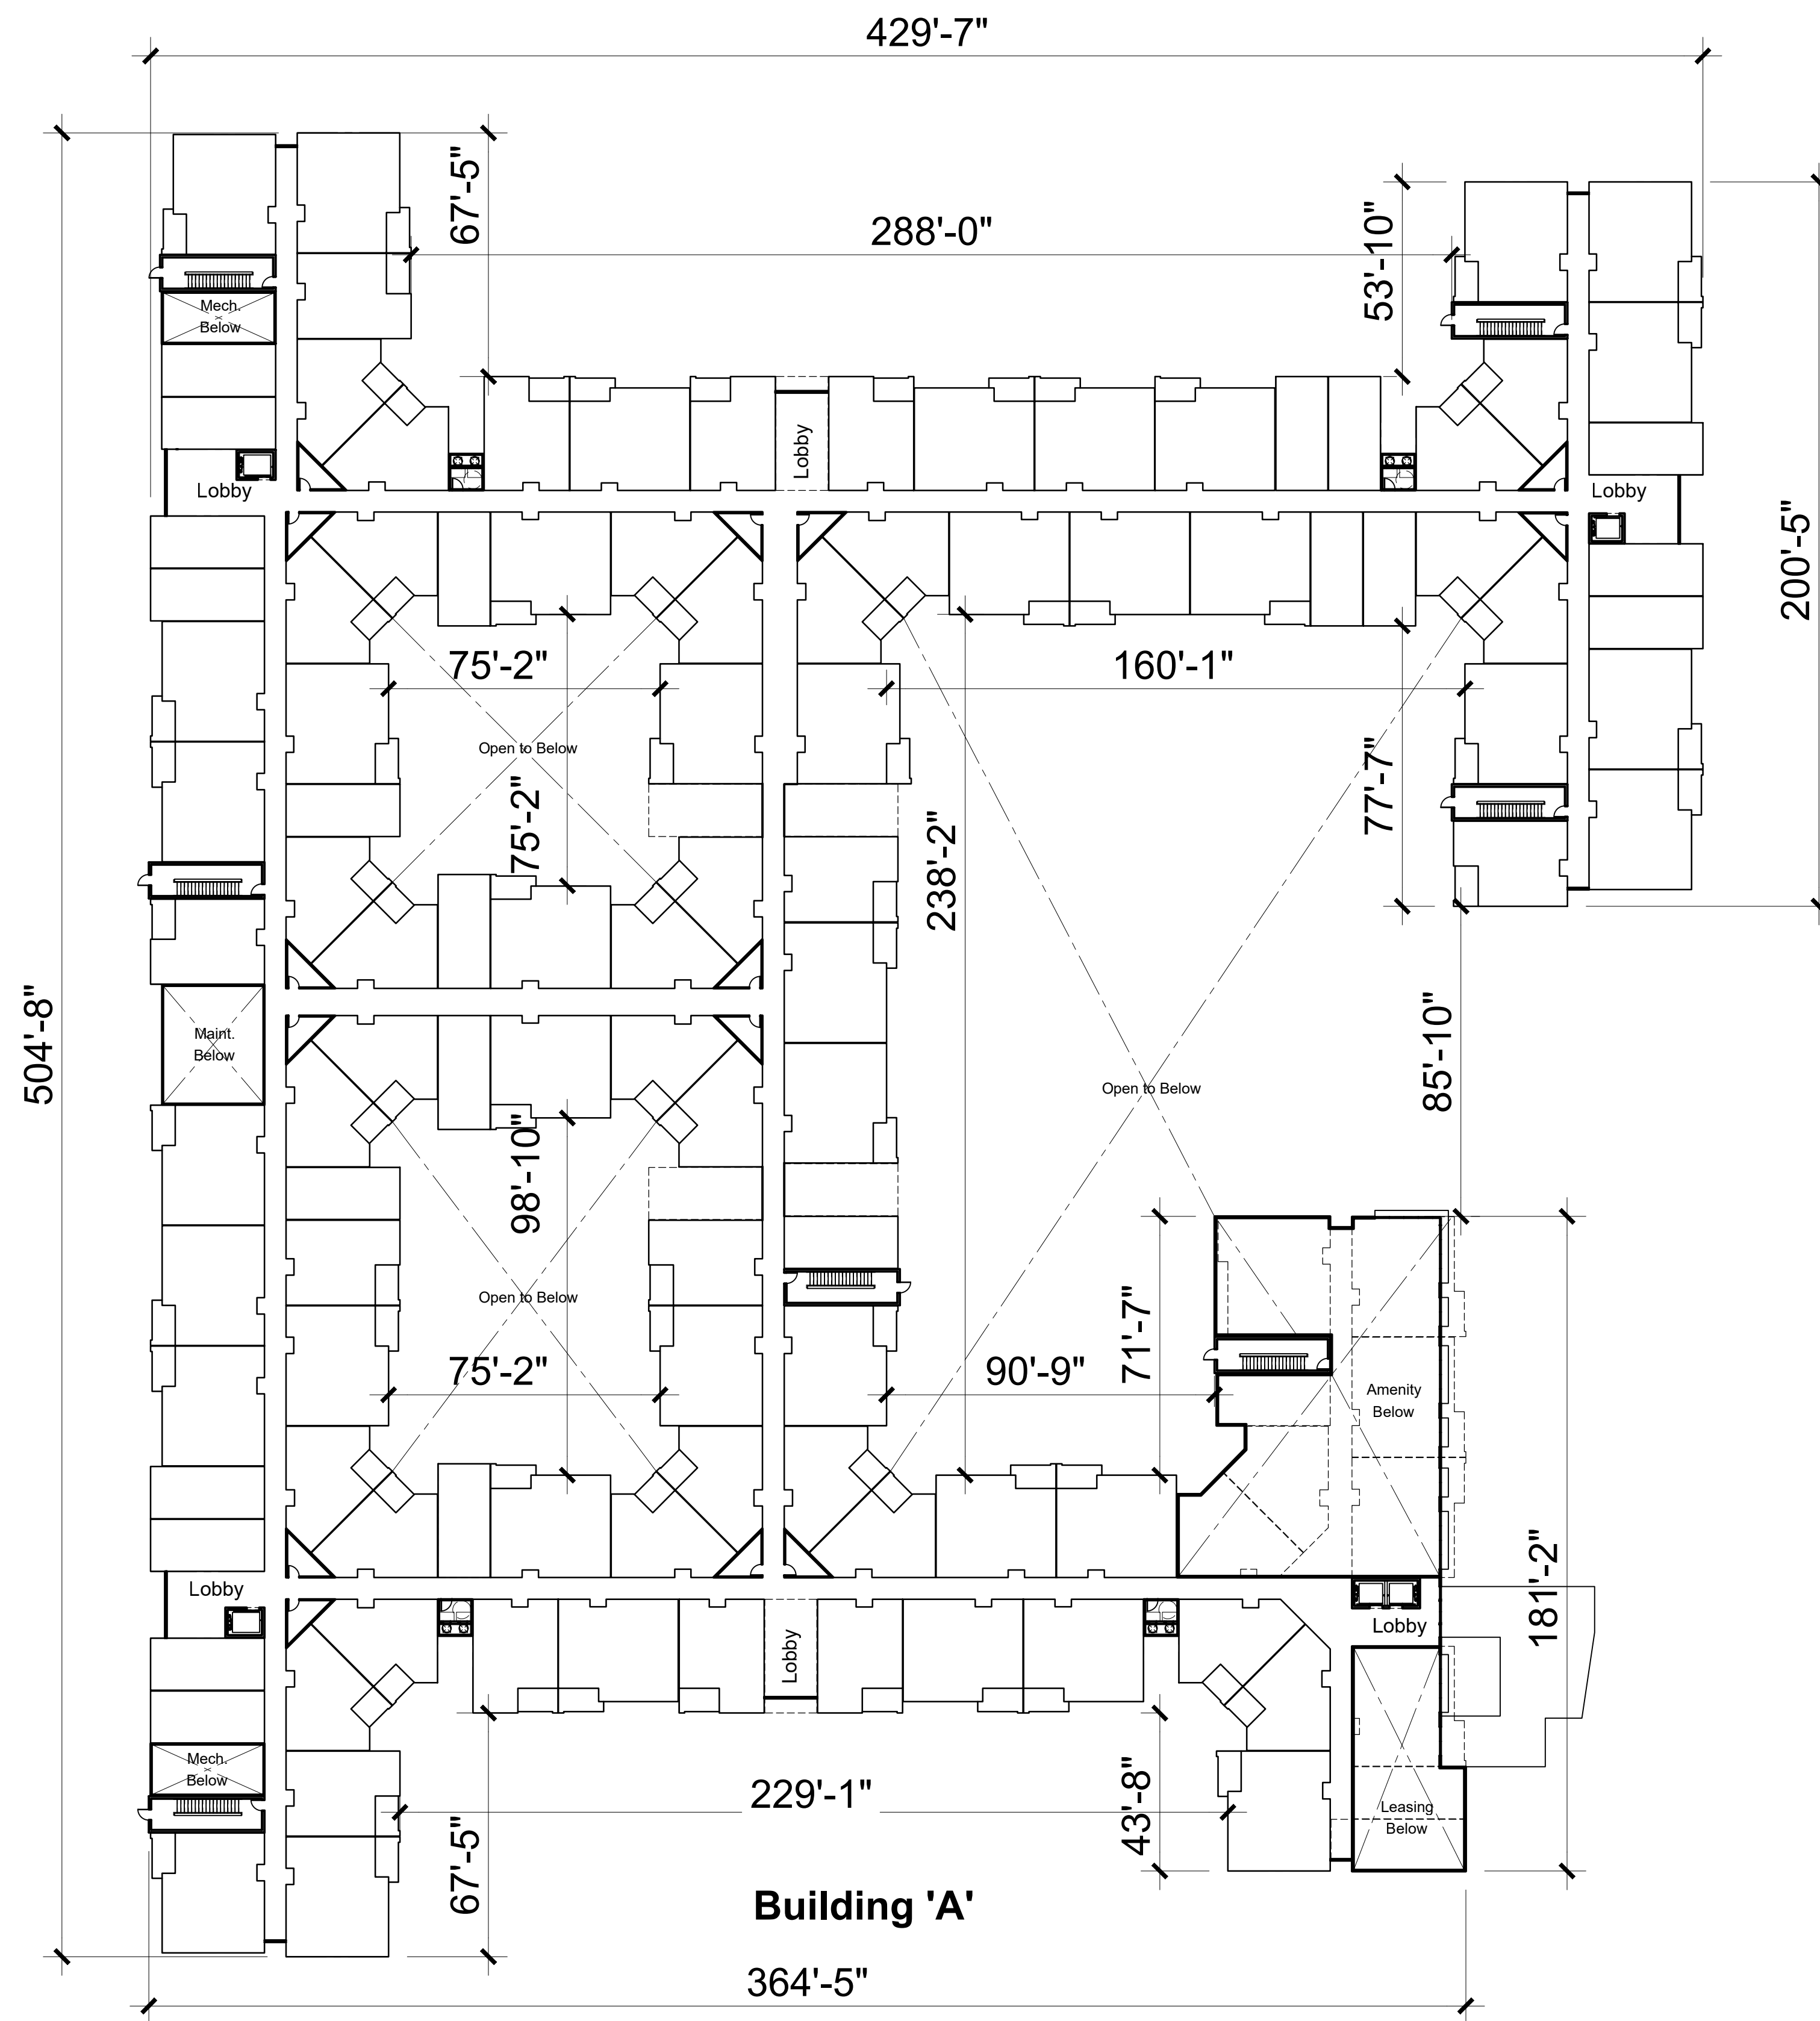 429'-7"
67'-5"
288'-0"
53'-10"
Mech.
Below
Lobby
Lobby
Lobby
200'-5"
75'-2"
160'-1"
Open to Below
75'-2"
77'-7"
238'-2"
504'-8"
Maint.
Below
85'-10"
Open to Below
98'-10"
Open to Below
71'-7"
75'-2"
90'-9"
Amenity
Below
181'-2"
Lobby
Lobby
Lobby
Mech.
Below
229'-1"
43'-8"
Leasing
Below
67'-5"
Building 'A'
364'-5"